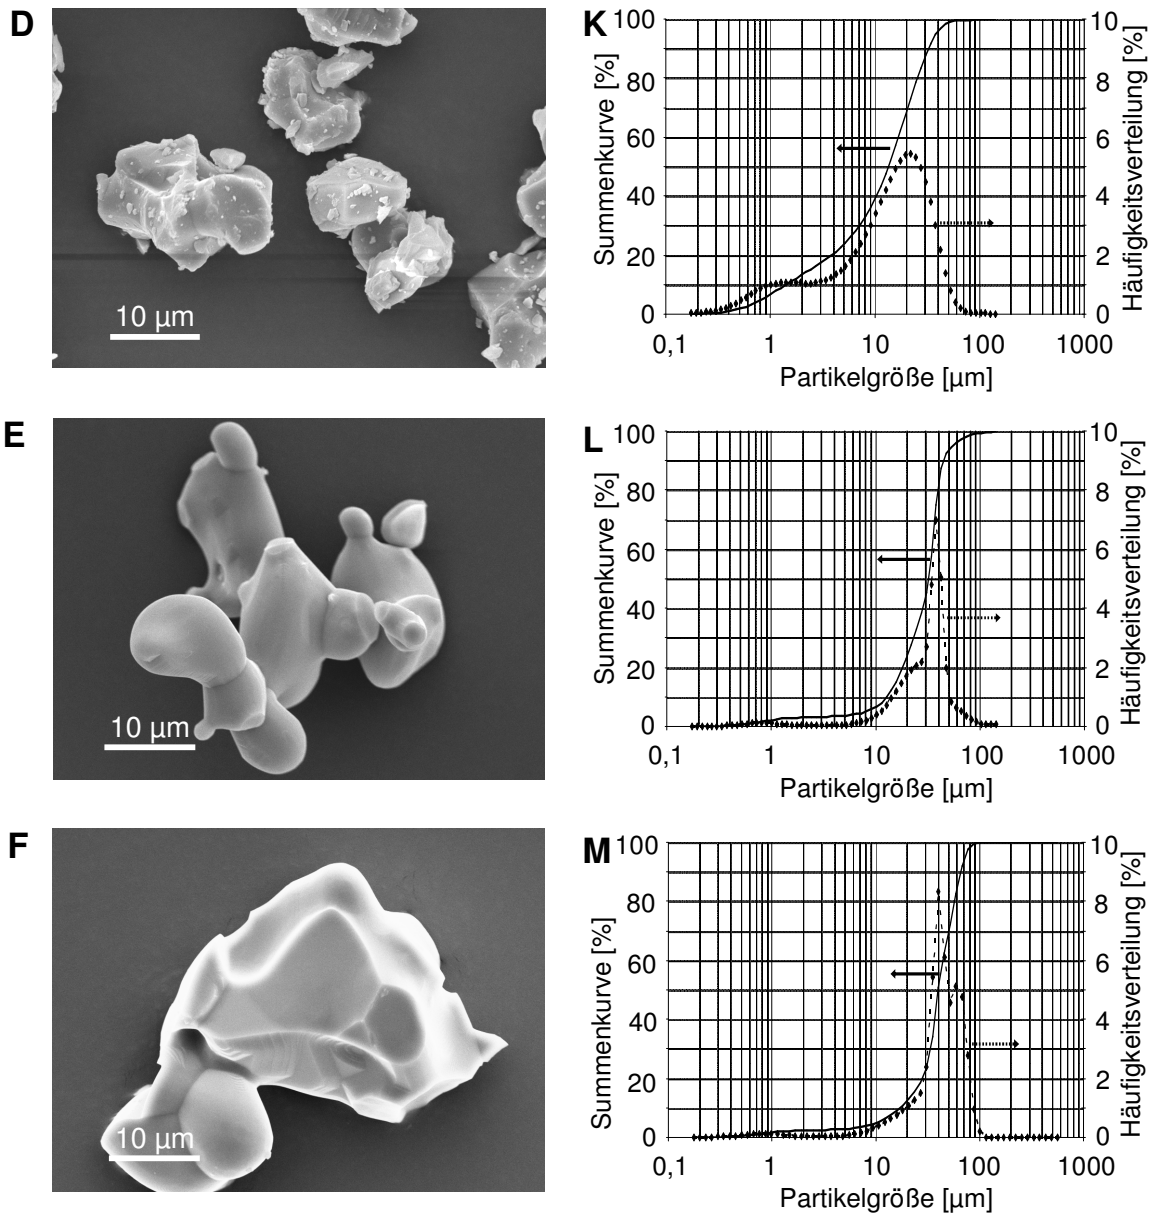 D
10 µm
K
100
80
60
40
20
0
Summenkurve [%]
10
8
6
4
2
0
Häufigkeitsverteilung [%]
0,1 1 10 100 1000
Partikelgröße [µm]
E
10 µm
L
100
80
60
40
20
0
Summenkurve [%]
10
8
6
4
2
0
Häufigkeitsverteilung [%]
0,1 1 10 100 1000
Partikelgröße [µm]
F
10 µm
M
100
80
60
40
20
0
Summenkurve [%]
10
8
6
4
2
0
Häufigkeitsverteilung [%]
0,1 1 10 100 1000
Partikelgröße [µm]